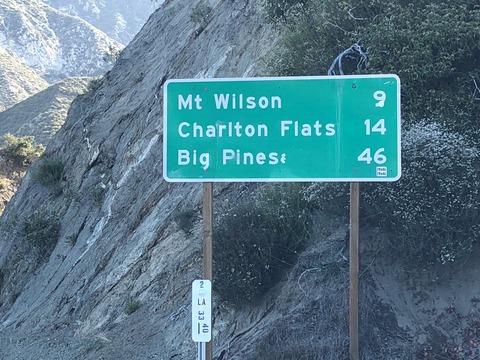 Mt Wilson 9
Charlton Flats 14
Big Pines 46
2
LA
33
40